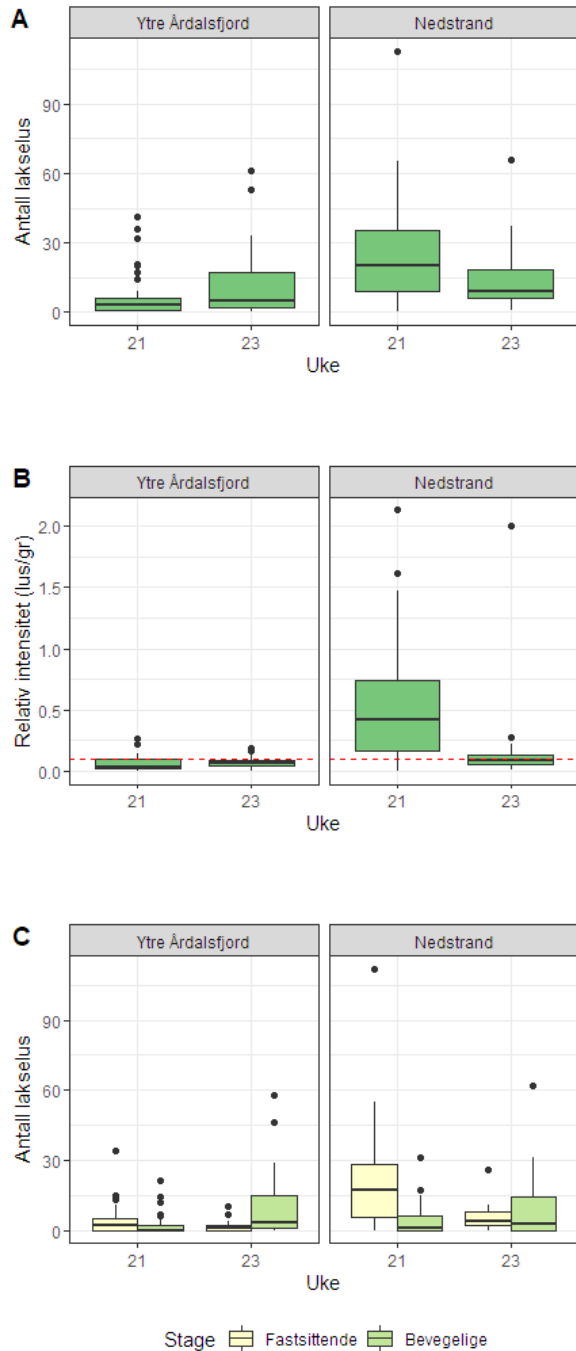 A
Ytre Årdalsfjord
Nedstrand
Antall lakselus
90
60
30
0
21
23
21
23
Uke
B
Ytre Årdalsfjord
Nedstrand
Relativ intensitet (lus/gr)
2.0
1.5
1.0
0.5
0.0
21
23
21
23
Uke
C
Ytre Årdalsfjord
Nedstrand
Antall lakselus
90
60
30
0
21
23
21
23
Uke
Stage Fastsittende Bevegelige